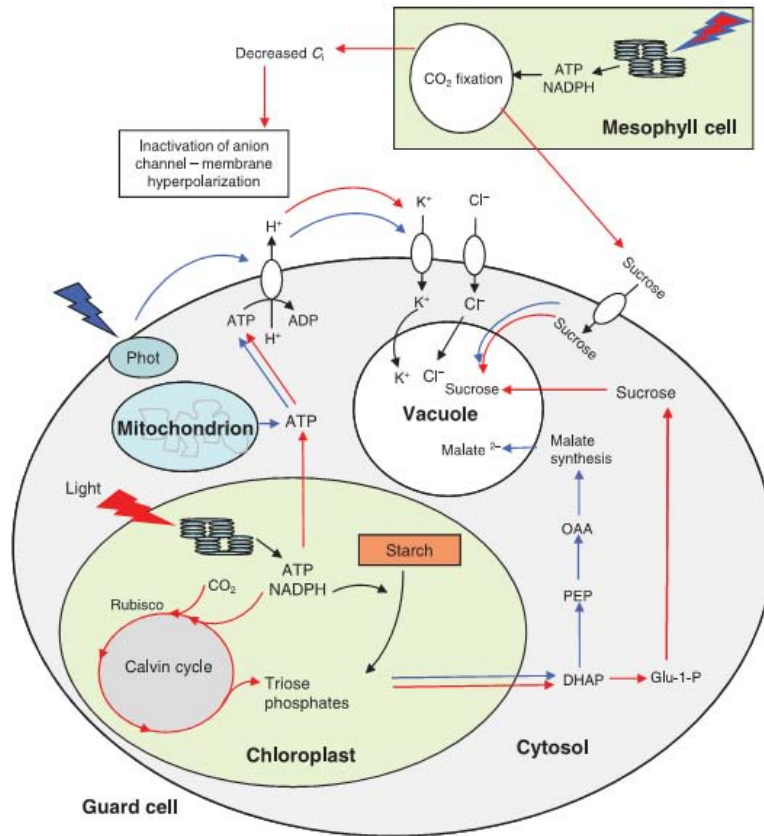 Decreased Cᵢ
CO₂ fixation
ATP
NADPH
Mesophyll cell
Inactivation of anion
channel – membrane
hyperpolarization
H⁺
K⁺
Cl⁻
Sucrose
Phot
ATP
ADP
H⁺
K⁺
Cl⁻
Sucrose
K⁺
Cl⁻
Sucrose
Sucrose
Vacuole
Mitochondrion
ATP
Malate ²⁻
Malate
synthesis
Light
OAA
Starch
ATP
NADPH
CO₂
Rubisco
PEP
Calvin cycle
Triose
phosphates
DHAP
Glu-1-P
Chloroplast
Cytosol
Guard cell